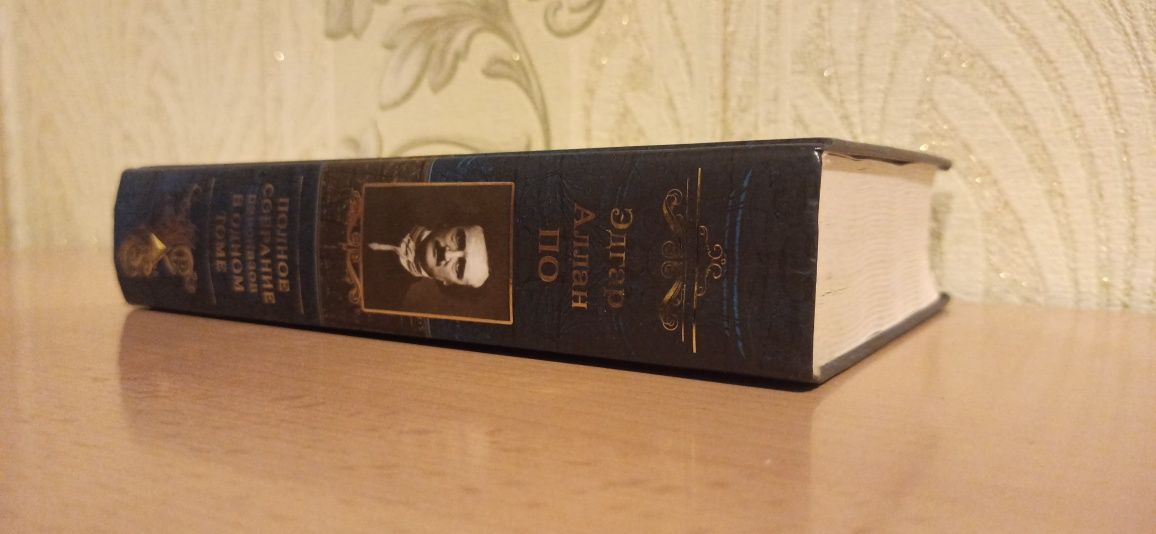 Эдгар
Аллан
ПО
ПОЛНОЕ
СОБРАНИЕ
В ОДНОМ
ТОМЕ